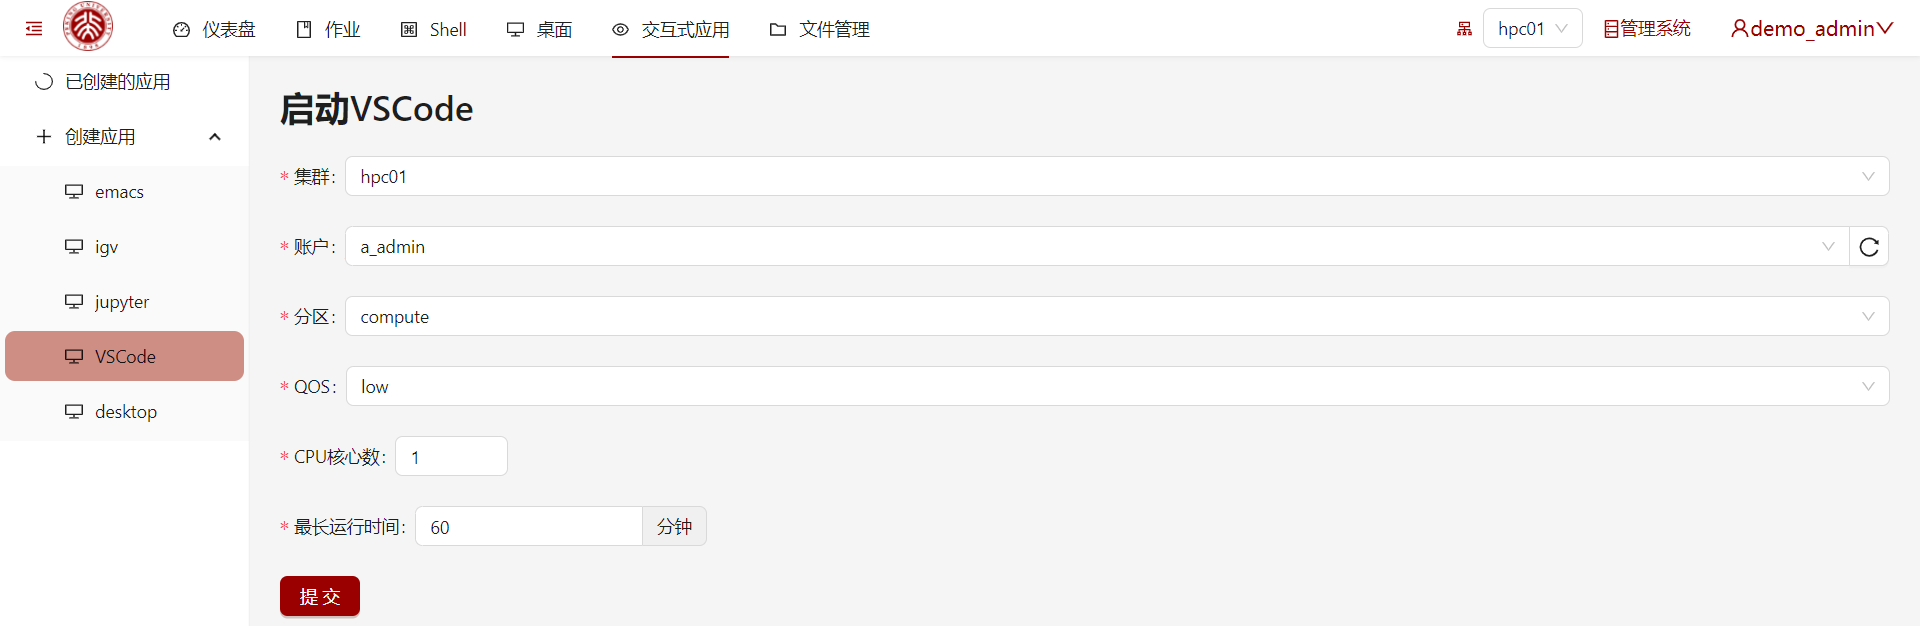 仪表盘 作业 Shell 桌面 交互式应用 文件管理 hpc01 管理系统 demo_admin
已创建的应用
创建应用
emacs
igv
jupyter
VSCode
desktop
启动VSCode
* 集群: hpc01
* 账户: a_admin
* 分区: compute
* QOS: low
* CPU核心数: 1
* 最长运行时间: 60 分钟
提 交